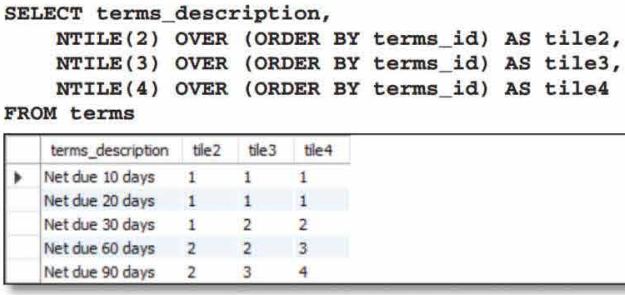 SELECT terms_description,
    NTILE(2) OVER (ORDER BY terms_id) AS tile2,
    NTILE(3) OVER (ORDER BY terms_id) AS tile3,
    NTILE(4) OVER (ORDER BY terms_id) AS tile4
FROM terms
terms_description tile2 tile3 tile4
Net due 10 days 1 1 1
Net due 20 days 1 1 1
Net due 30 days 1 2 2
Net due 60 days 2 2 3
Net due 90 days 2 3 4